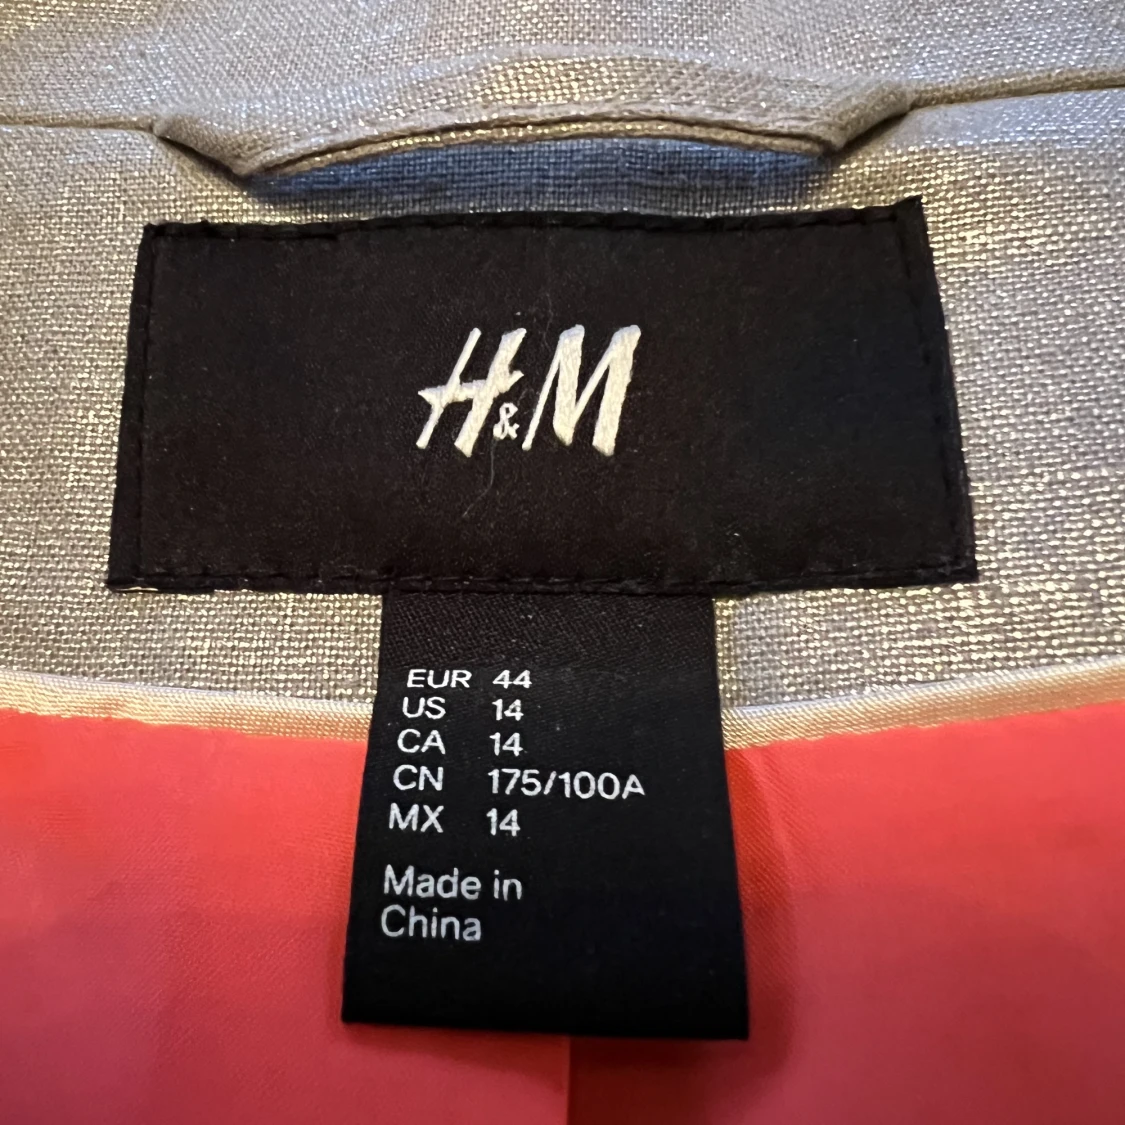 H&M
EUR 44
US 14
CA 14
CN 175/100A
MX 14
Made in
China